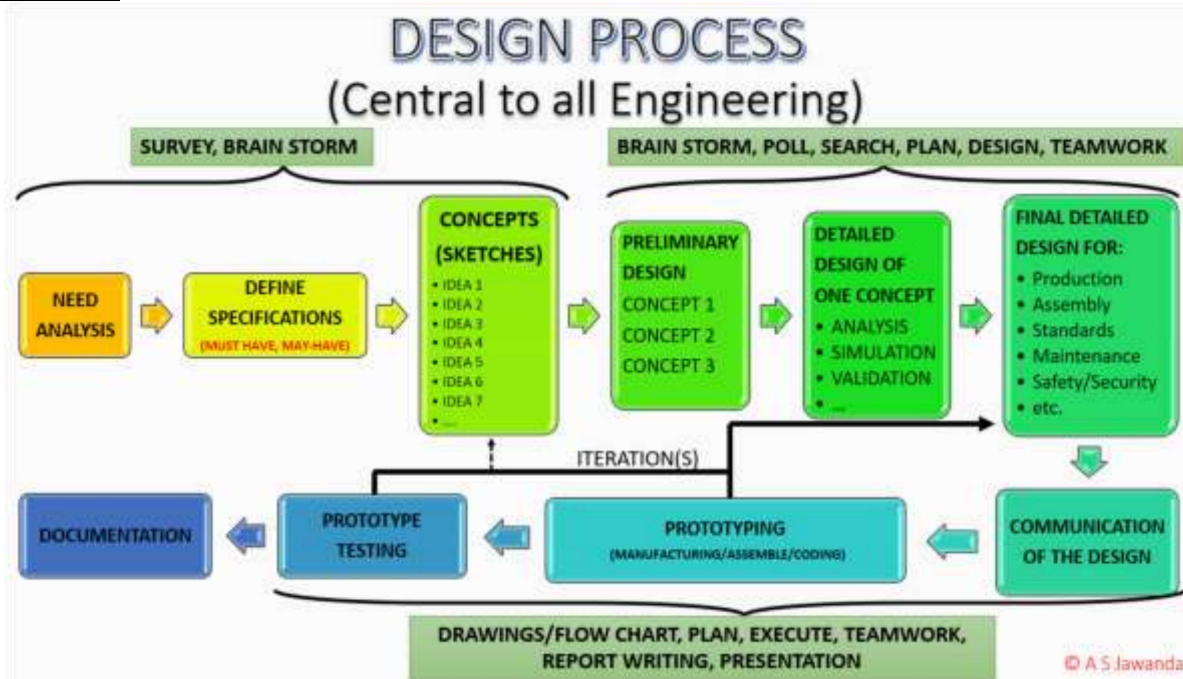 DESIGN PROCESS
(Central to all Engineering)
SURVEY, BRAIN STORM
BRAIN STORM, POLL, SEARCH, PLAN, DESIGN, TEAMWORK
NEED
ANALYSIS
DEFINE
SPECIFICATIONS
(MUST HAVE, MAY-HAVE)
CONCEPTS
(SKETCHES)
• IDEA 1
• IDEA 2
• IDEA 3
• IDEA 4
• IDEA 5
• IDEA 6
• IDEA 7
• ...
PRELIMINARY
DESIGN
CONCEPT 1
CONCEPT 2
CONCEPT 3
DETAILED
DESIGN OF
ONE CONCEPT
• ANALYSIS
• SIMULATION
• VALIDATION
• ...
FINAL DETAILED
DESIGN FOR:
• Production
• Assembly
• Standards
• Maintenance
• Safety/Security
• etc.
ITERATION(S)
DOCUMENTATION
PROTOTYPE
TESTING
PROTOTYPING
(MANUFACTURING/ASSEMBLE/CODING)
COMMUNICATION
OF THE DESIGN
DRAWINGS/FLOW CHART, PLAN, EXECUTE, TEAMWORK,
REPORT WRITING, PRESENTATION
© A S Jawanda